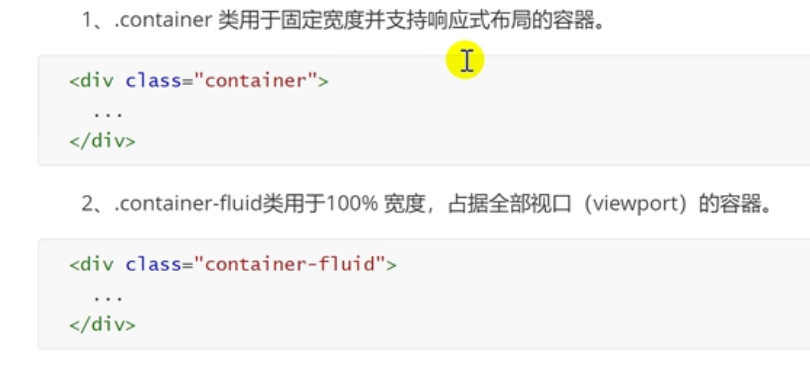 1、.container 类用于固定宽度并支持响应式布局的容器。
<div class="container">
...
</div>
2、.container-fluid类用于100% 宽度，占据全部视口（viewport）的容器。
<div class="container-fluid">
...
</div>